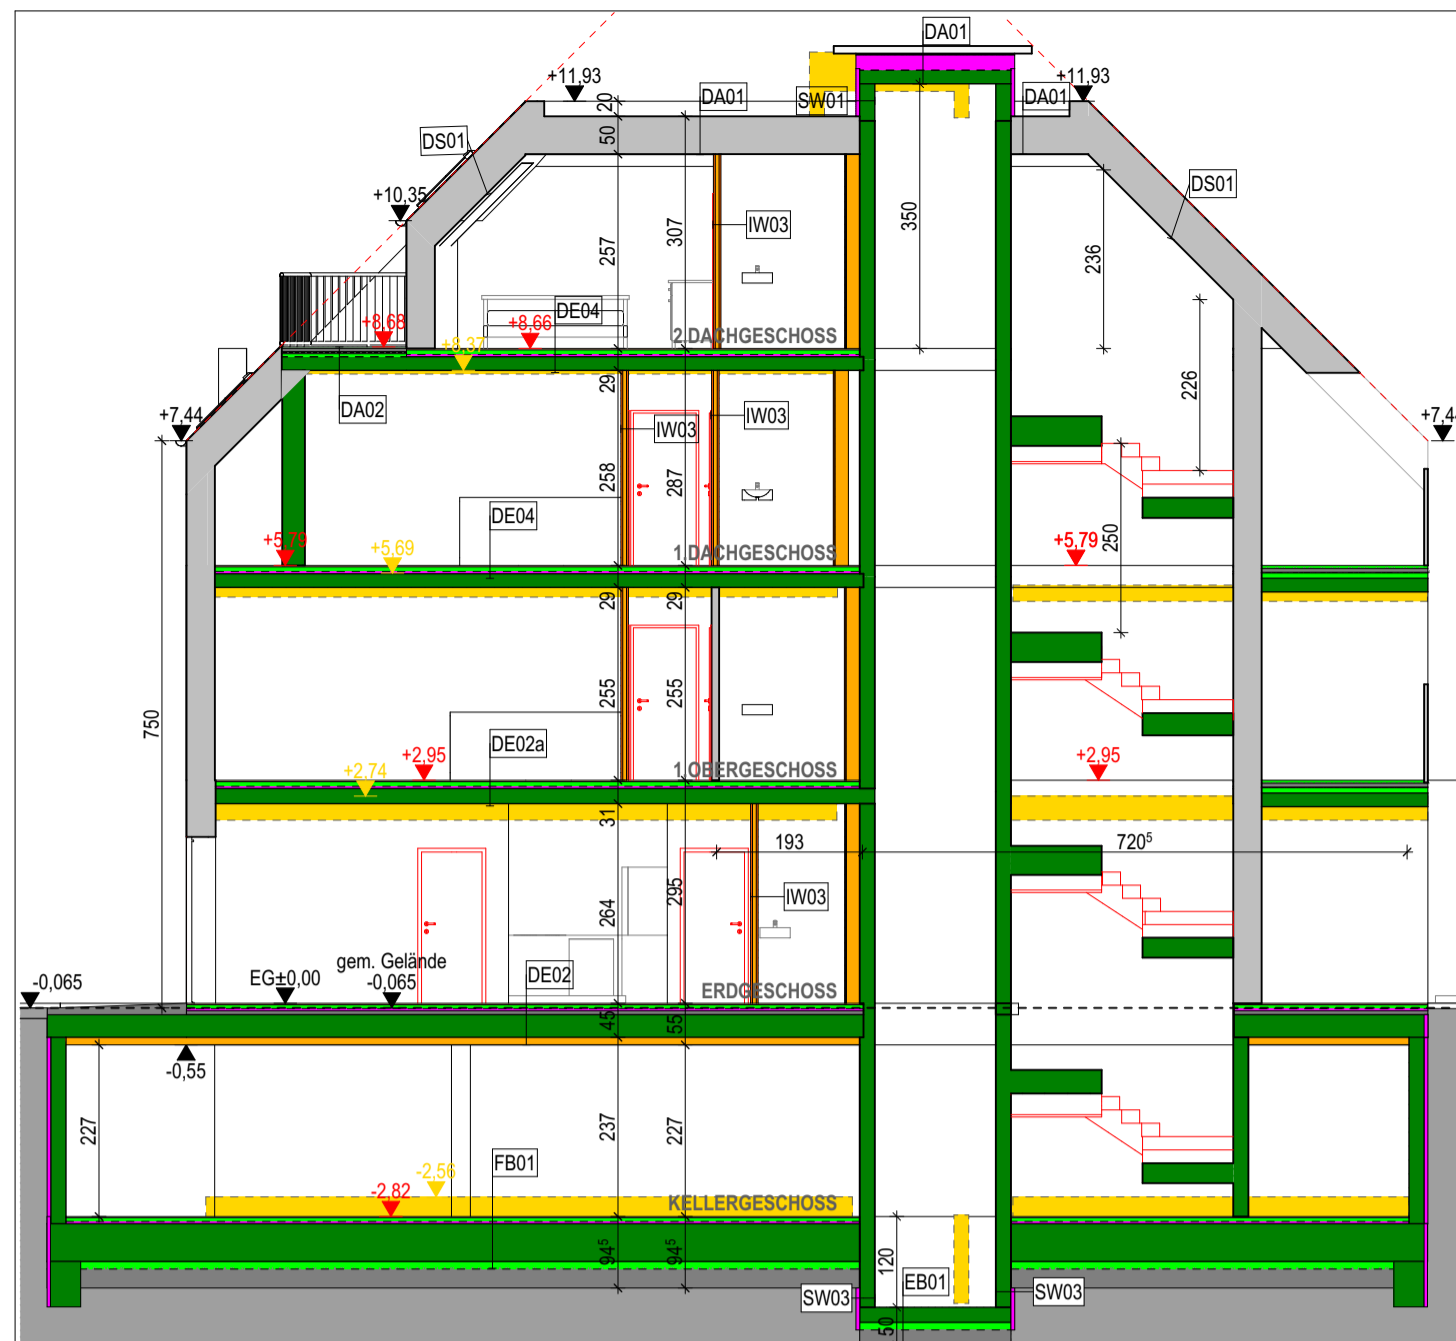 DA01
+11,93
+11,93
DA01
SW01
DA01
20
50
DS01
DS01
+10,35
350
IW03
307
257
236
DE04
+8,68
+8,66
2.DACHGESCHOSS
+8,37
29
226
DA02
+7,44
+7,4
IW03
IW03
258
287
DE04
250
+5,79
+5,69
1.DACHGESCHOSS
+5,79
29
29
255
255
750
DE02a
+2,95
+2,74
1.OBERGESCHOSS
+2,95
31
193
720⁵
264
295
IW03
gem. Gelände
-0,065
EG±0,00
-0,065
DE02
ERDGESCHOSS
45
55
-0,55
227
237
227
FB01
-2,56
-2,82
KELLERGESCHOSS
94⁵
94⁵
120
EB01
SW03
SW03
50